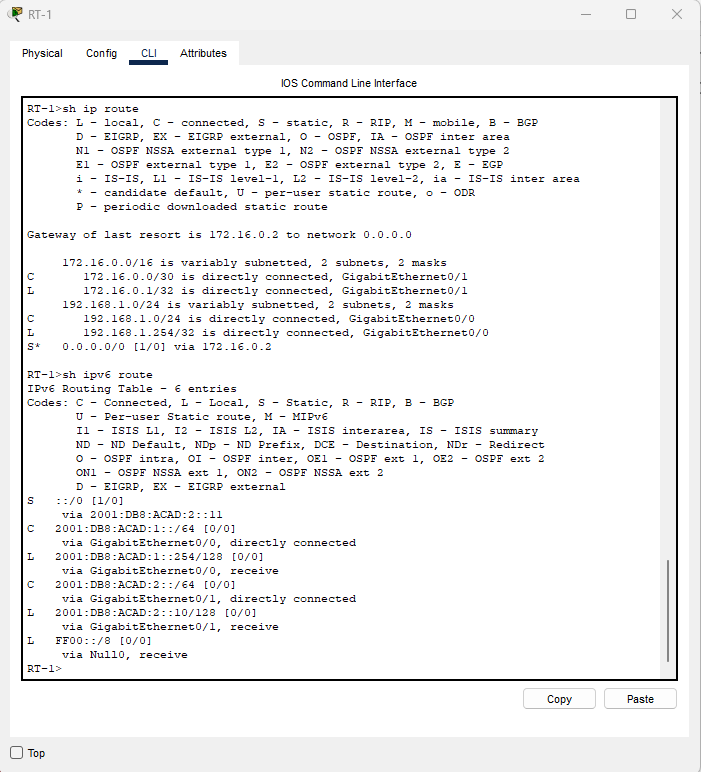 RT-1
Physical Config CLI Attributes
IOS Command Line Interface
RT-1>sh ip route
Codes: L - local, C - connected, S - static, R - RIP, M - mobile, B - BGP
D - EIGRP, EX - EIGRP external, O - OSPF, IA - OSPF inter area
N1 - OSPF NSSA external type 1, N2 - OSPF NSSA external type 2
E1 - OSPF external type 1, E2 - OSPF external type 2, E - EGP
i - IS-IS, L1 - IS-IS level-1, L2 - IS-IS level-2, ia - IS-IS inter area
* - candidate default, U - per-user static route, o - ODR
P - periodic downloaded static route
Gateway of last resort is 172.16.0.2 to network 0.0.0.0
172.16.0.0/16 is variably subnetted, 2 subnets, 2 masks
C 172.16.0.0/30 is directly connected, GigabitEthernet0/1
L 172.16.0.1/32 is directly connected, GigabitEthernet0/1
192.168.1.0/24 is variably subnetted, 2 subnets, 2 masks
C 192.168.1.0/24 is directly connected, GigabitEthernet0/0
L 192.168.1.254/32 is directly connected, GigabitEthernet0/0
S* 0.0.0.0/0 [1/0] via 172.16.0.2
RT-1>sh ipv6 route
IPv6 Routing Table - 6 entries
Codes: C - Connected, L - Local, S - Static, R - RIP, B - BGP
U - Per-user Static route, M - MIPv6
I1 - ISIS L1, I2 - ISIS L2, IA - ISIS interarea, IS - ISIS summary
ND - ND Default, NDp - ND Prefix, DCE - Destination, NDr - Redirect
O - OSPF intra, OI - OSPF inter, OE1 - OSPF ext 1, OE2 - OSPF ext 2
ON1 - OSPF NSSA ext 1, ON2 - OSPF NSSA ext 2
D - EIGRP, EX - EIGRP external
S ::/0 [1/0]
via 2001:DB8:ACAD:2::11
C 2001:DB8:ACAD:1::/64 [0/0]
via GigabitEthernet0/0, directly connected
L 2001:DB8:ACAD:1::254/128 [0/0]
via GigabitEthernet0/0, receive
C 2001:DB8:ACAD:2::/64 [0/0]
via GigabitEthernet0/1, directly connected
L 2001:DB8:ACAD:2::10/128 [0/0]
via GigabitEthernet0/1, receive
L FF00::/8 [0/0]
via Null0, receive
RT-1>
Copy Paste
Top